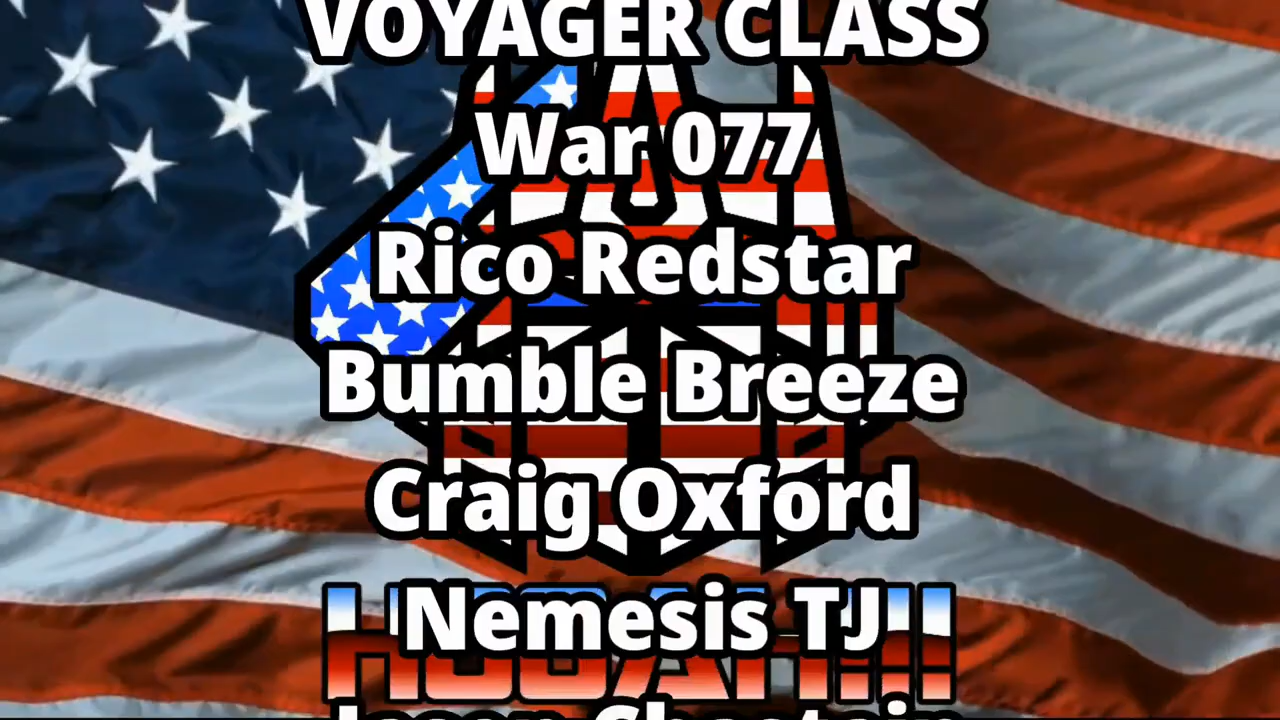 VOYAGER CLASS
War 077
Rico Redstar
Bumble Breeze
Craig Oxford
Nemesis TJ